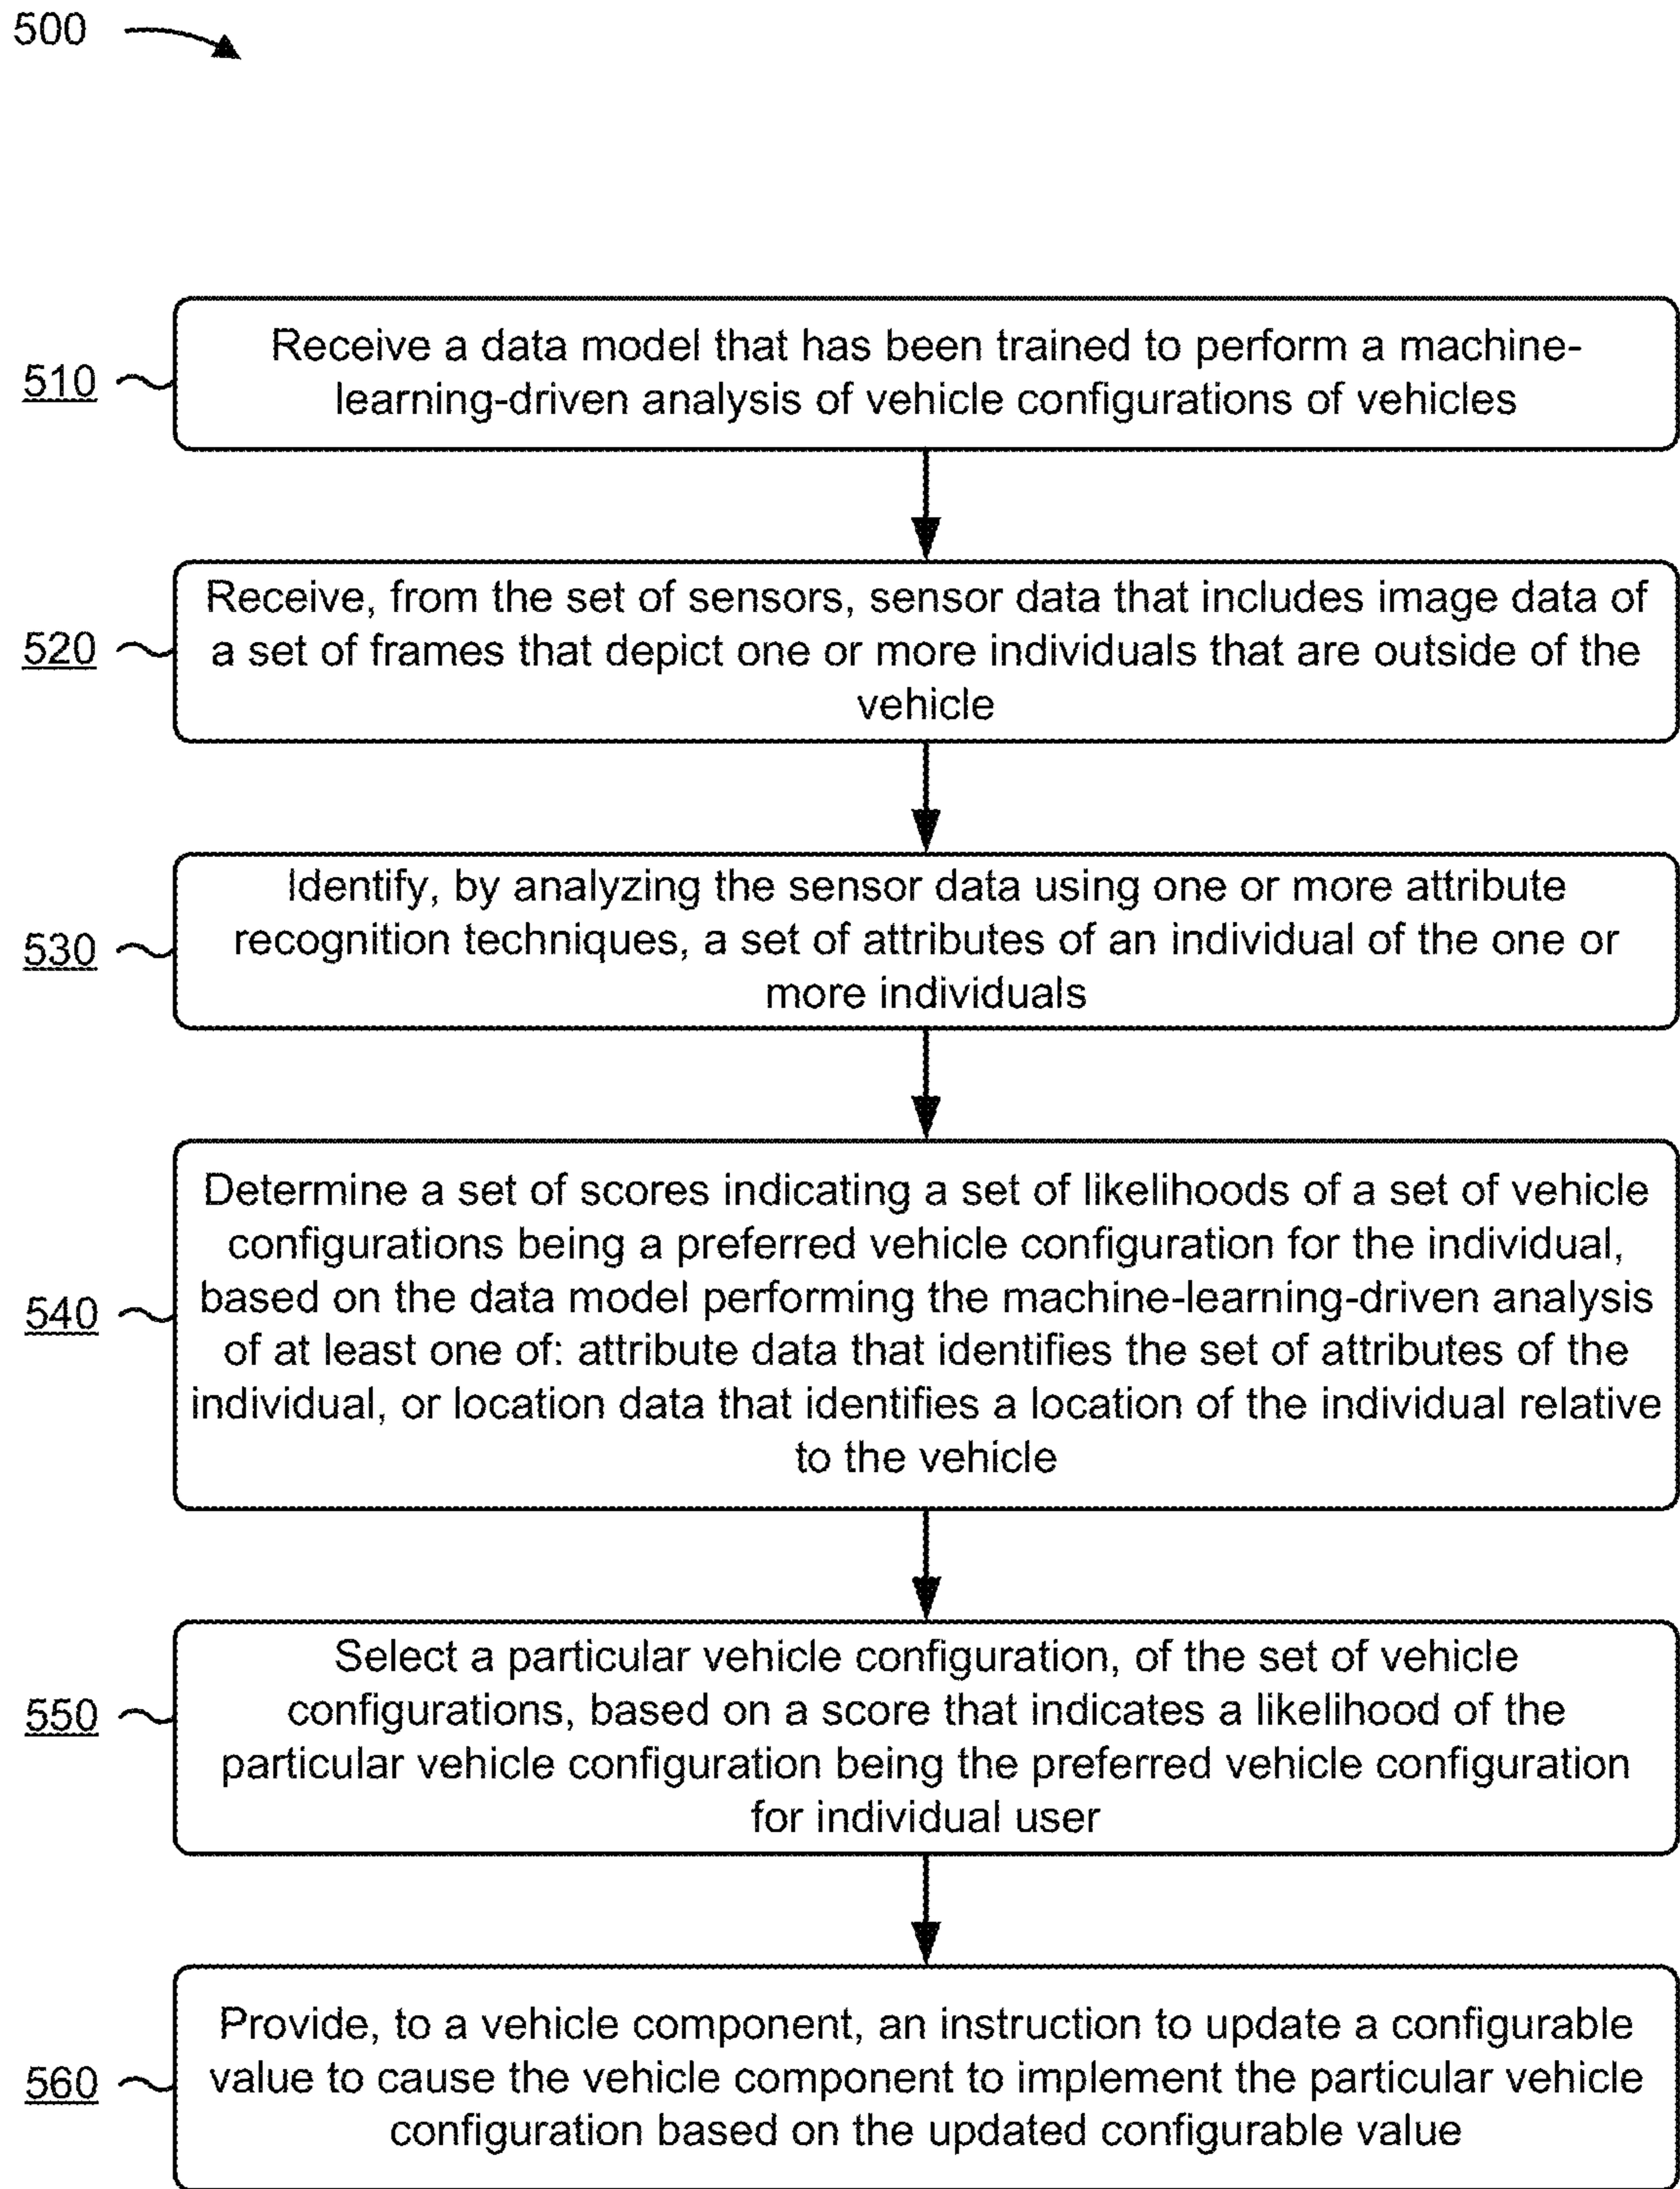 500
510
Receive a data model that has been trained to perform a machine-
learning-driven analysis of vehicle configurations of vehicles
520
Receive, from the set of sensors, sensor data that includes image data of
a set of frames that depict one or more individuals that are outside of the
vehicle
530
Identify, by analyzing the sensor data using one or more attribute
recognition techniques, a set of attributes of an individual of the one or
more individuals
540
Determine a set of scores indicating a set of likelihoods of a set of vehicle
configurations being a preferred vehicle configuration for the individual,
based on the data model performing the machine-learning-driven analysis
of at least one of: attribute data that identifies the set of attributes of the
individual, or location data that identifies a location of the individual relative
to the vehicle
550
Select a particular vehicle configuration, of the set of vehicle
configurations, based on a score that indicates a likelihood of the
particular vehicle configuration being the preferred vehicle configuration
for individual user
560
Provide, to a vehicle component, an instruction to update a configurable
value to cause the vehicle component to implement the particular vehicle
configuration based on the updated configurable value